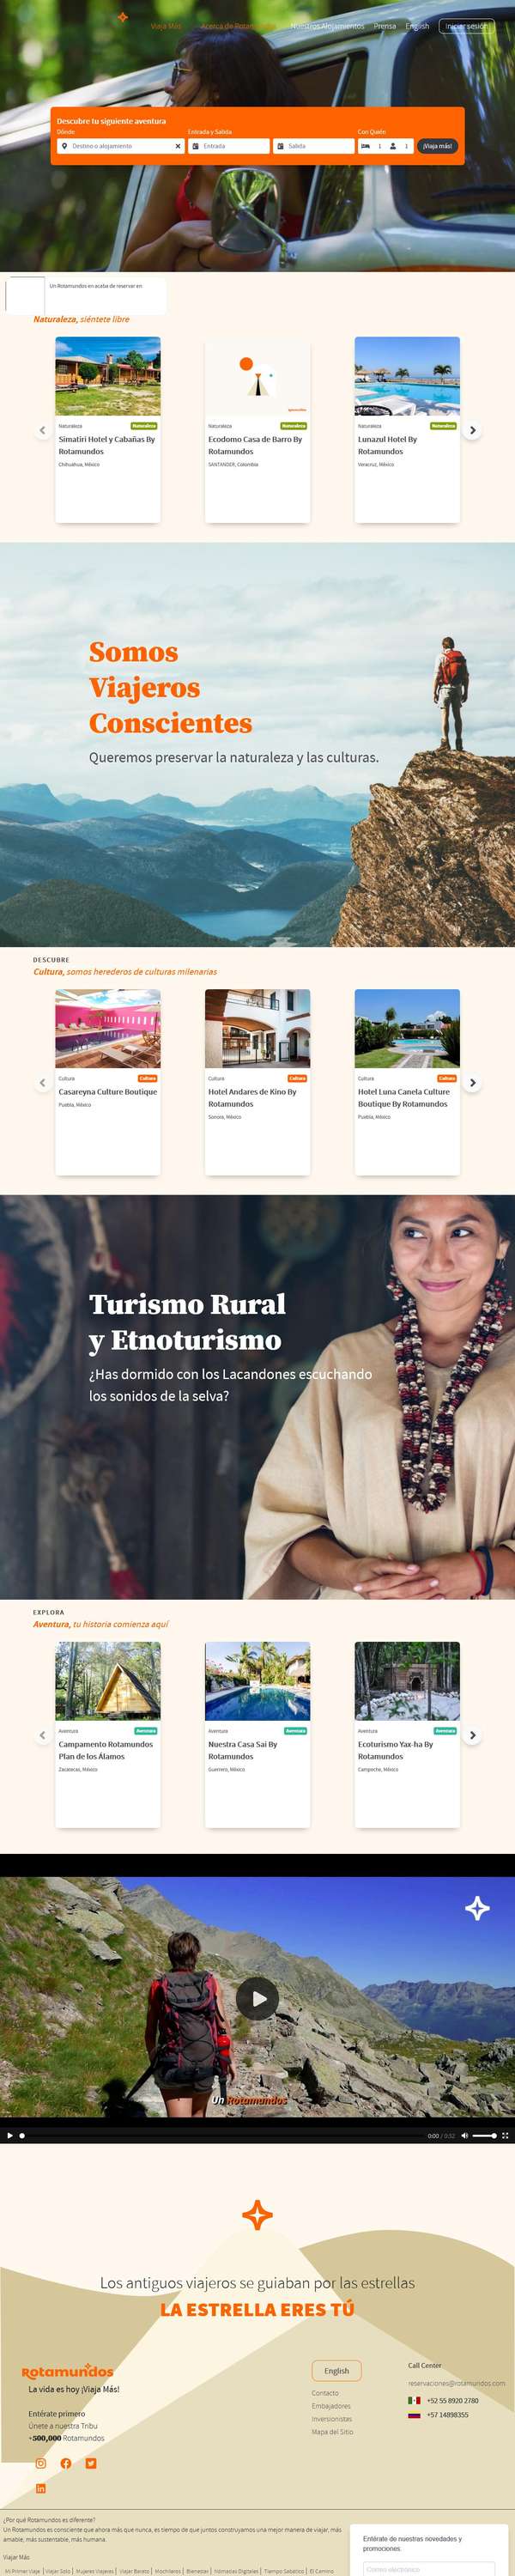 Viaja Más
Acerca de Rotamundos
Nuestros Alojamientos
Prensa
English
Iniciar sesión
Descubre tu siguiente aventura
Dónde
Entrada y Salida
Con Quién
Destino o alojamiento
Entrada
Salida
1
1
¡Viaja más!
Un Rotamundos en acaba de reservar en
Naturaleza, siéntete libre
Naturaleza
Naturaleza
Simatiri Hotel y Cabañas By
Rotamundos
Chihuahua, México
Naturaleza
Naturaleza
Ecodomo Casa de Barro By
Rotamundos
SANTANDER, Colombia
Naturaleza
Naturaleza
Lunazul Hotel By
Rotamundos
Veracruz, México
Somos
Viajeros
Conscientes
Queremos preservar la naturaleza y las culturas.
DESCUBRE
Cultura, somos herederos de culturas milenarias
Cultura
Cultura
Casareyna Culture Boutique
Puebla, México
Cultura
Cultura
Hotel Andares de Kino By
Rotamundos
Sonora, México
Cultura
Cultura
Hotel Luna Canela Culture
Boutique By Rotamundos
Puebla, México
Turismo Rural
y Etnoturismo
¿Has dormido con los Lacandones escuchando
los sonidos de la selva?
EXPLORA
Aventura, tu historia comienza aquí
Aventura
Aventura
Campamento Rotamundos
Plan de los Álamos
Zacatecas, México
Aventura
Aventura
Nuestra Casa Sai By
Rotamundos
Guerrero, México
Aventura
Aventura
Ecoturismo Yax-ha By
Rotamundos
Campeche, México
Un Rotamundos
0:00 / 0:52
Los antiguos viajeros se guiaban por las estrellas
LA ESTRELLA ERES TÚ
Rotamundos
La vida es hoy ¡Viaja Más!
Entérate primero
Únete a nuestra Tribu
+500,000 Rotamundos
English
Contacto
Embajadores
Inversionistas
Mapa del Sitio
Call Center
reservaciones@rotamundos.com
+52 55 8920 2780
+57 14898355
¿Por qué Rotamundos es diferente?
Un Rotamundos es consciente que ahora más que nunca, es tiempo de que juntos construyamos una mejor manera de viajar, más
amable, más sustentable, más humana.
Viajar Más
Mi Primer Viaje | Viajar Solo | Mujeres Viajeras | Viajar Barato | Mochileros | Bienestar | Nómadas Digitales | Tiempo Sabático | El Camino
Entérate de nuestras novedades y
promociones
Correo electrónico